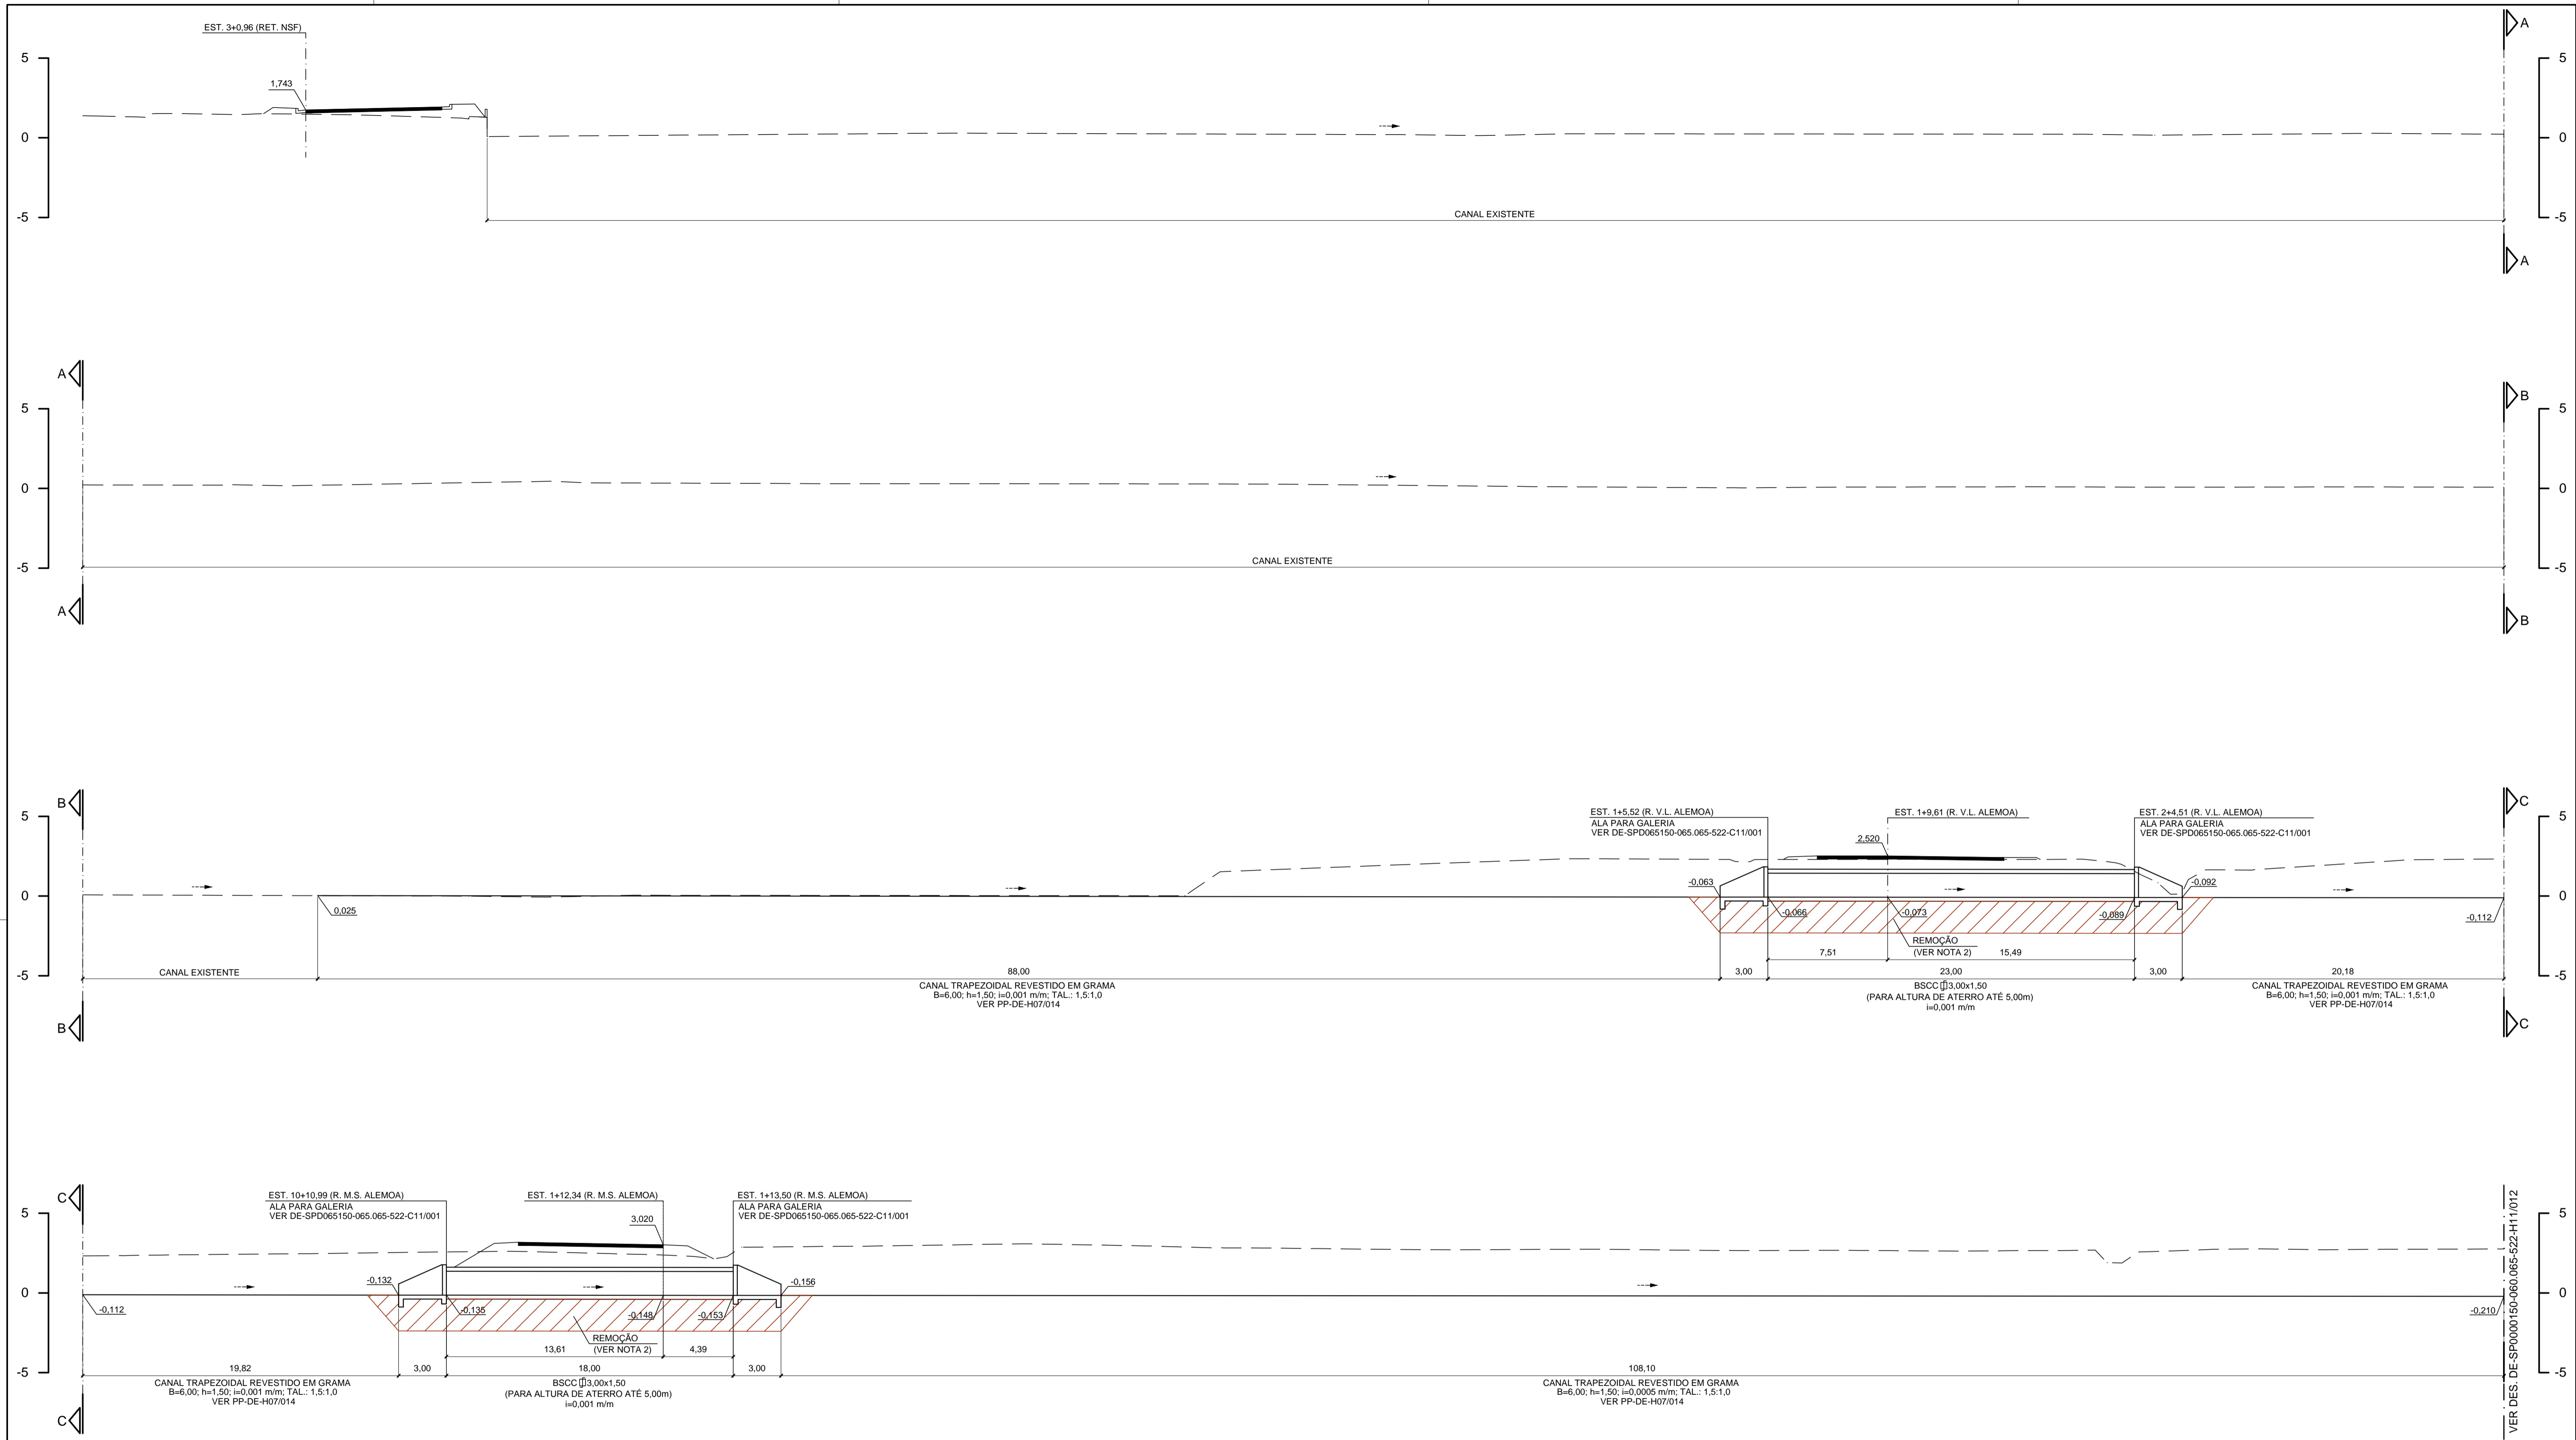 EST. 3+0,96 (RET. NSF)
1,743
A
A
5
0
-5
5
0
-5
CANAL EXISTENTE
A
A
B
B
5
0
-5
5
0
-5
CANAL EXISTENTE
B
B
C
C
5
0
-5
5
0
-5
EST. 1+5,52 (R. V.L. ALEMOA)
ALA PARA GALERIA
VER DE-SPD065150-065.065-522-C11/001
EST. 1+9,61 (R. V.L. ALEMOA)
2,520
EST. 2+4,51 (R. V.L. ALEMOA)
ALA PARA GALERIA
VER DE-SPD065150-065.065-522-C11/001
0,025
-0,063
-0,066
-0,073
-0,089
-0,092
-0,112
REMOÇÃO
(VER NOTA 2)
7,51
15,49
CANAL EXISTENTE
88,00
CANAL TRAPEZOIDAL REVESTIDO EM GRAMA
B=6,00; h=1,50; i=0,001 m/m; TAL.: 1,5:1,0
VER PP-DE-H07/014
3,00
23,00
BSCC 3,00x1,50
(PARA ALTURA DE ATERRO ATÉ 5,00m)
i=0,001 m/m
3,00
20,18
CANAL TRAPEZOIDAL REVESTIDO EM GRAMA
B=6,00; h=1,50; i=0,001 m/m; TAL.: 1,5:1,0
VER PP-DE-H07/014
C
C
5
0
-5
5
0
-5
EST. 10+10,99 (R. M.S. ALEMOA)
ALA PARA GALERIA
VER DE-SPD065150-065.065-522-C11/001
EST. 1+12,34 (R. M.S. ALEMOA)
3,020
EST. 1+13,50 (R. M.S. ALEMOA)
ALA PARA GALERIA
VER DE-SPD065150-065.065-522-C11/001
-0,112
-0,132
-0,135
-0,148
-0,153
-0,156
-0,210
REMOÇÃO
(VER NOTA 2)
13,61
4,39
19,82
CANAL TRAPEZOIDAL REVESTIDO EM GRAMA
B=6,00; h=1,50; i=0,001 m/m; TAL.: 1,5:1,0
VER PP-DE-H07/014
3,00
18,00
BSCC 3,00x1,50
(PARA ALTURA DE ATERRO ATÉ 5,00m)
i=0,001 m/m
3,00
108,10
CANAL TRAPEZOIDAL REVESTIDO EM GRAMA
B=6,00; h=1,50; i=0,0005 m/m; TAL.: 1,5:1,0
VER PP-DE-H07/014
VER DES. DE-SP0000150-060.065-522-H11/012